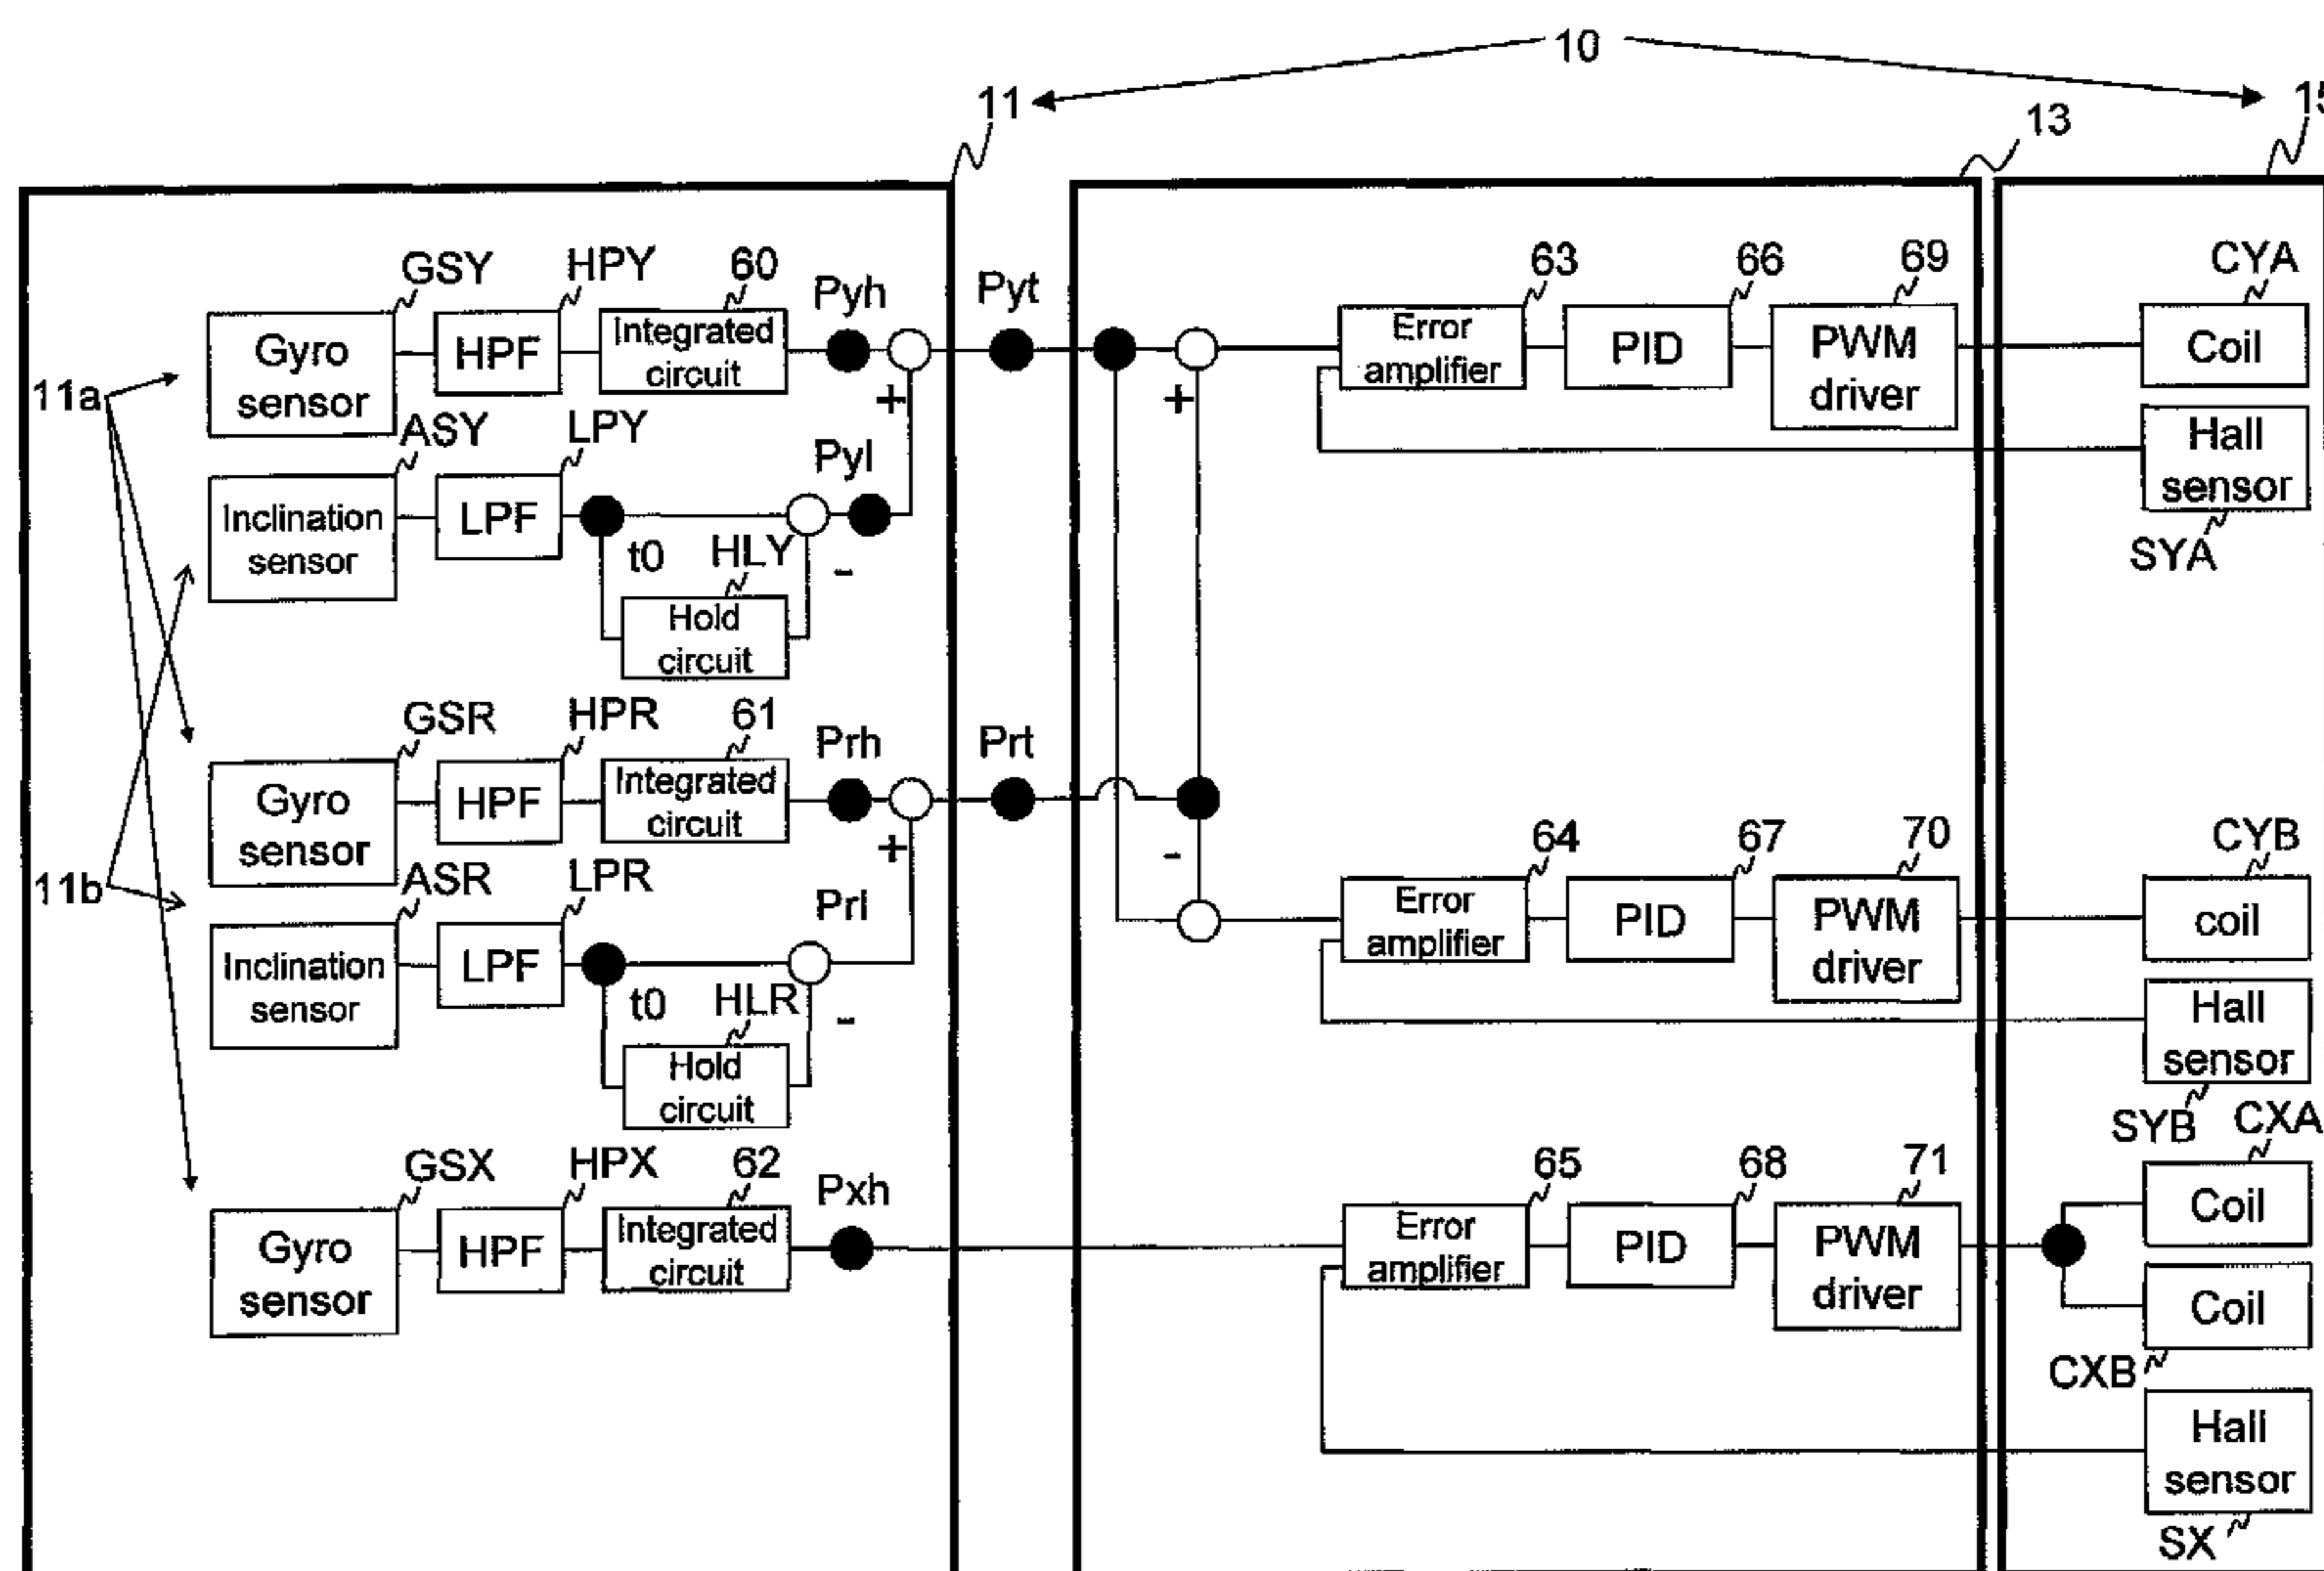 10
11
13
15
GSY
HPY
60
Pyh
Pyt
63
66
69
CYA
Gyro
sensor
HPF
Integrated
circuit
Error
amplifier
PID
PWM
driver
Coil
+
+
11a
ASY
LPY
Pyl
Hall
sensor
SYA
Inclination
sensor
LPF
t0
HLY
-
Hold
circuit
GSR
HPR
61
Prh
Prt
Gyro
sensor
HPF
Integrated
circuit
+
-
64
67
70
CYB
11b
ASR
LPR
Prl
Error
amplifier
PID
PWM
driver
coil
Inclination
sensor
LPF
t0
HLR
-
Hall
sensor
SYB
Hold
circuit
GSX
HPX
62
Pxh
65
68
71
CXA
Gyro
sensor
HPF
Integrated
circuit
Error
amplifier
PID
PWM
driver
Coil
Coil
CXB
Hall
sensor
SX